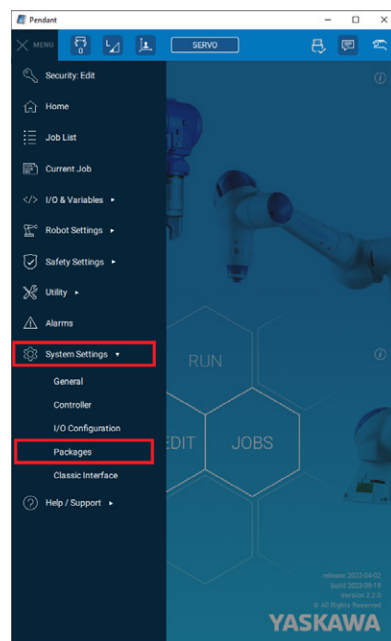 Pendant
MENU
0
L
SERVO
Security: Edit
Home
Job List
Current Job
</> I/O & Variables
Robot Settings
Safety Settings
Utility
Alarms
System Settings
General
Controller
I/O Configuration
Packages
Classic Interface
Help / Support
RUN
EDIT
JOBS
release 2022-04-02
build 2022-09-19
Version 2.2.0
© All Rights Reserved
YASKAWA